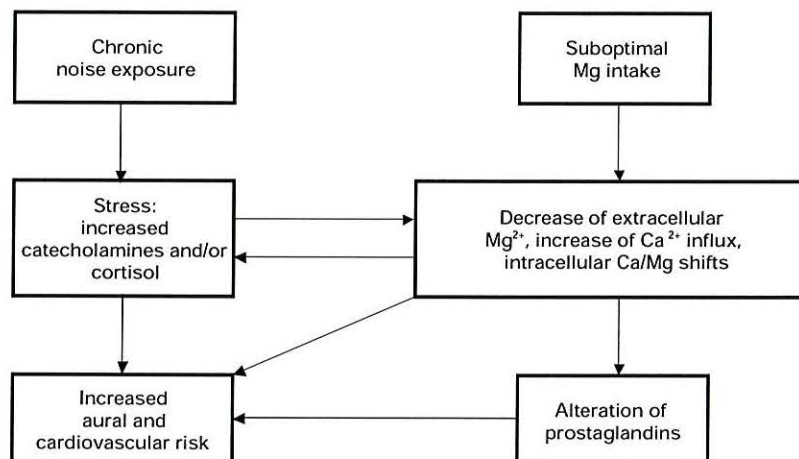 Chronic
noise exposure
Suboptimal
Mg intake
Stress:
increased
catecholamines and/or
cortisol
Decrease of extracellular
Mg²⁺, increase of Ca²⁺ influx,
intracellular Ca/Mg shifts
Increased
aural and
cardiovascular risk
Alteration of
prostaglandins